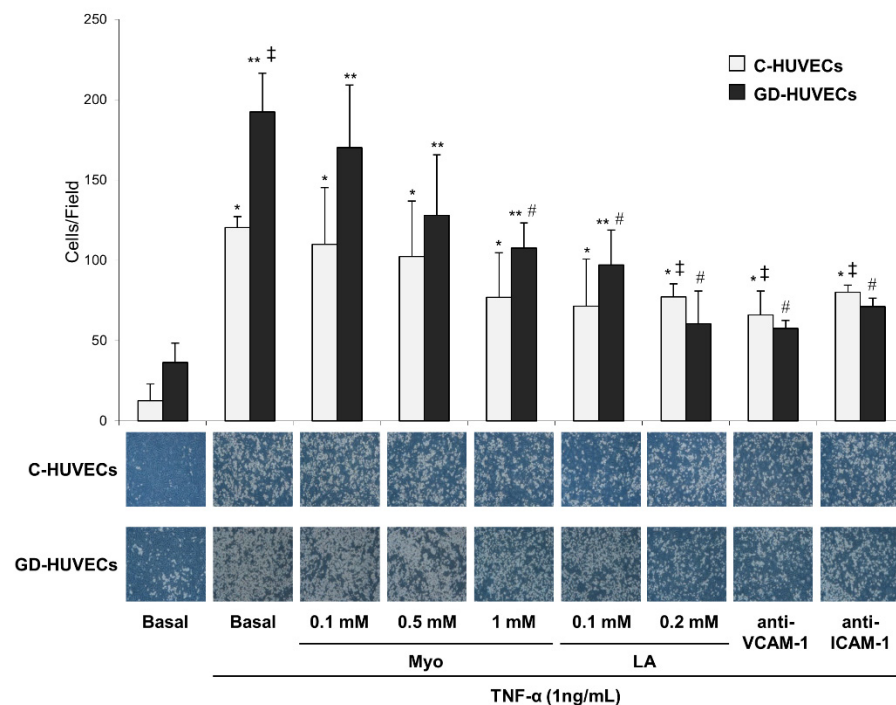 250
200
150
100
50
0
Cells/Field
C-HUVECs
GD-HUVECs
** ‡
*
**
*
**
*
** #
*
** #
*
* ‡ #
* ‡ #
* ‡ #
C-HUVECs
GD-HUVECs
Basal Basal 0.1 mM 0.5 mM 1 mM 0.1 mM 0.2 mM anti-VCAM-1 anti-ICAM-1
Myo LA
TNF-α (1ng/mL)